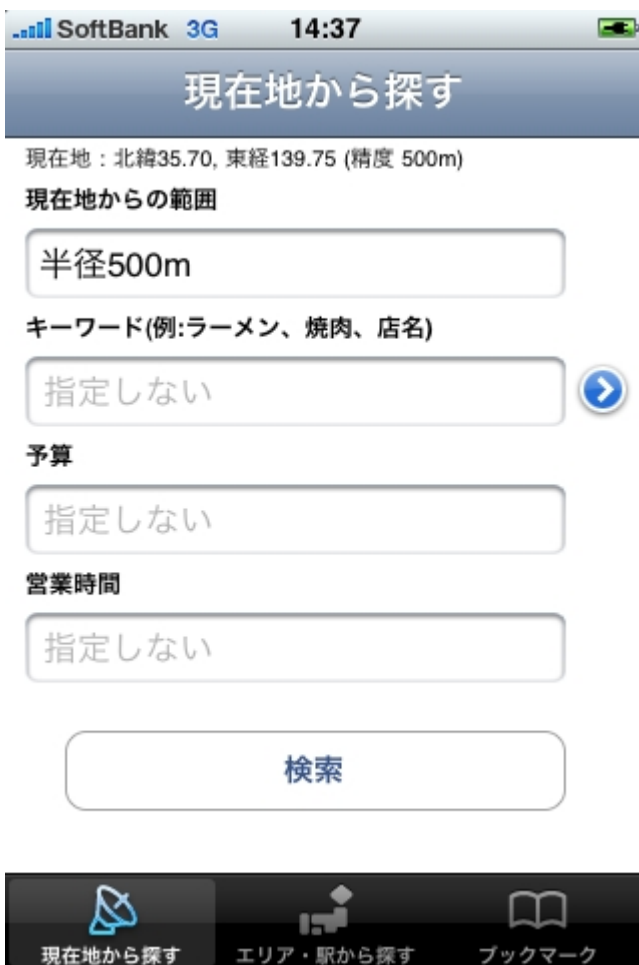 SoftBank 3G 14:37
現在地から探す
現在地：北緯35.70, 東経139.75 (精度 500m)
現在地からの範囲
半径500m
キーワード(例:ラーメン、焼肉、店名)
指定しない
予算
指定しない
営業時間
指定しない
検索
現在地から探す エリア・駅から探す ブックマーク